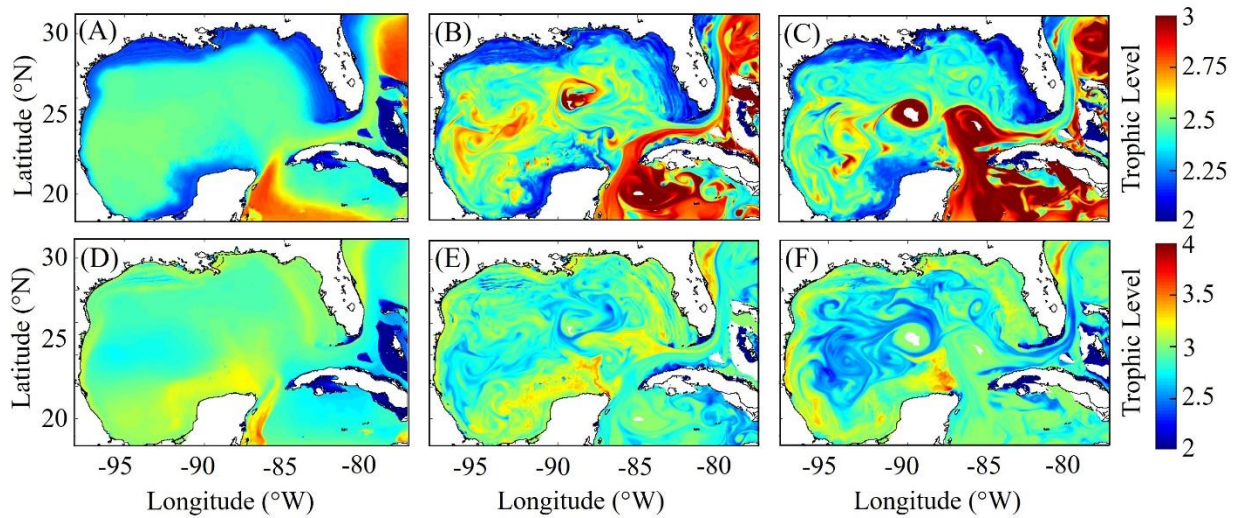 (A) (B) (C)
30
25
20
Latitude (°N)
3
2.75
2.5
2.25
2
Trophic Level
(D) (E) (F)
30
25
20
Latitude (°N)
4
3.5
3
2.5
2
Trophic Level
-95 -90 -85 -80 -95 -90 -85 -80 -95 -90 -85 -80
Longitude (°W) Longitude (°W) Longitude (°W)